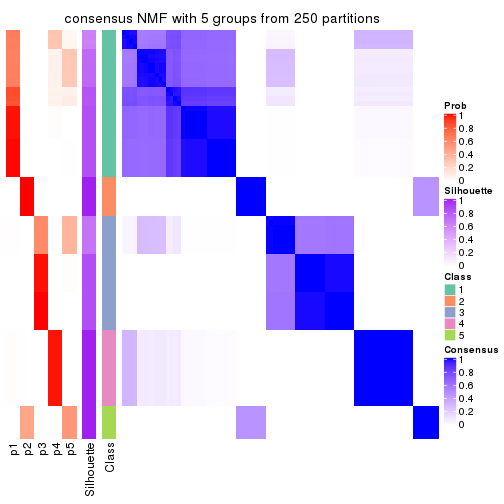 consensus NMF with 5 groups from 250 partitions
Prob
1
0.8
0.6
0.4
0.2
0
Silhouette
1
0.8
0.6
0.4
0.2
0
Class
1
2
3
4
5
Consensus
1
0.8
0.6
0.4
0.2
0
p1
p2
p3
p4
p5
Silhouette
Class